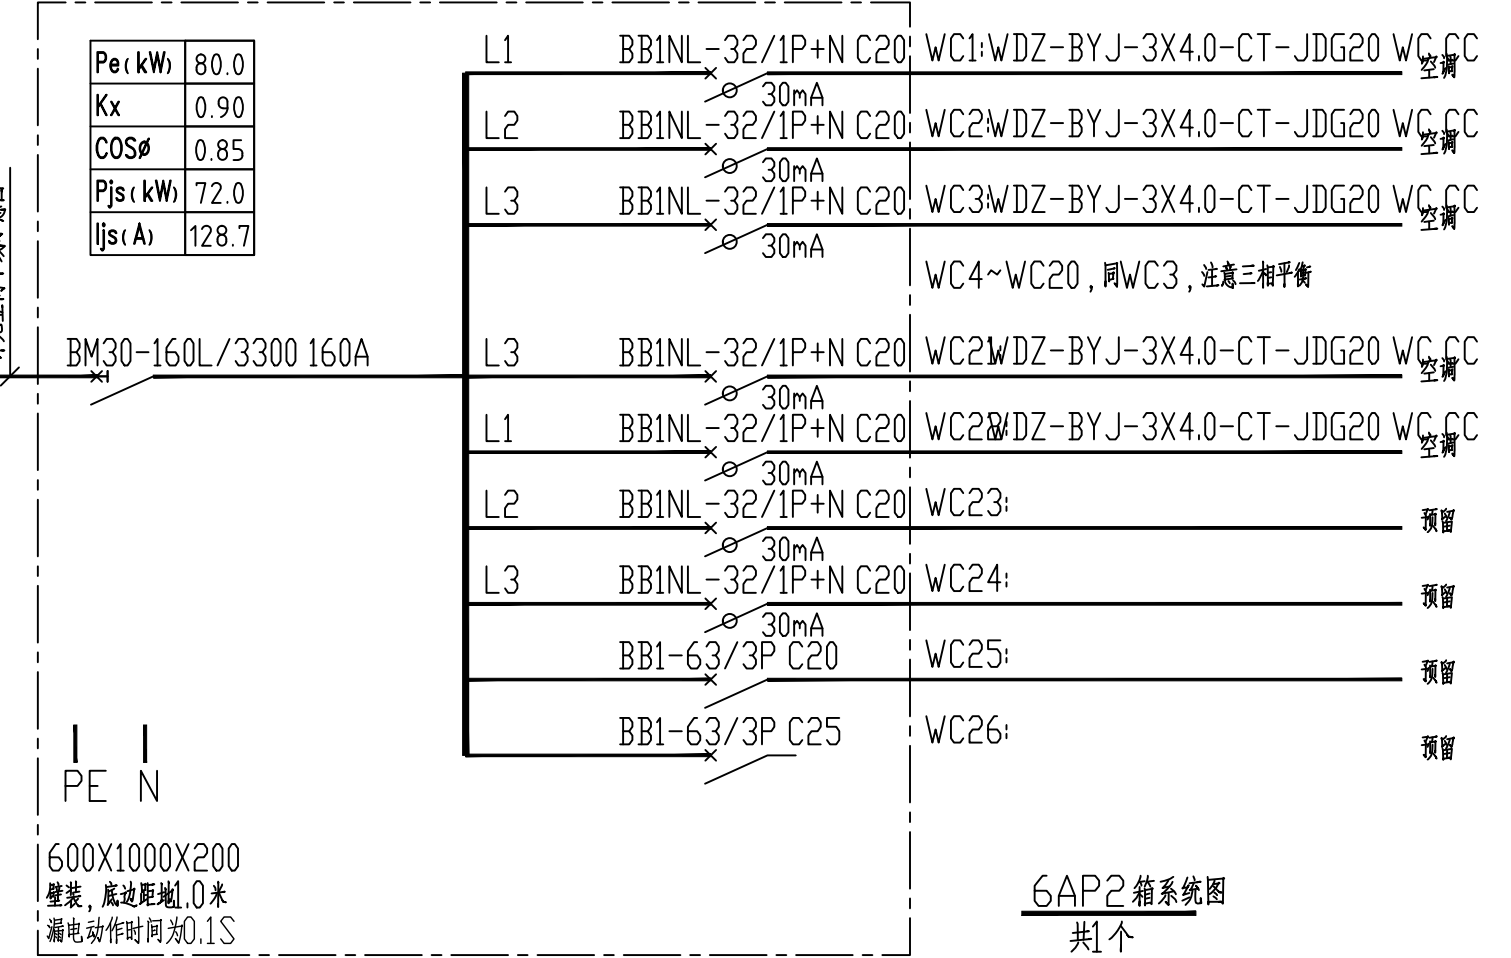 Pe(kW) 80.0
Kx 0.90
COSø 0.85
Pjs(kW) 72.0
Ijs(A) 128.7
BM30-160L/3300 160A
L1 BB1NL-32/1P+N C20 WC1:WDZ-BYJ-3X4.0-CT-JDG20 WC CC
30mA 空调
L2 BB1NL-32/1P+N C20 WC2:WDZ-BYJ-3X4.0-CT-JDG20 WC CC
30mA 空调
L3 BB1NL-32/1P+N C20 WC3:WDZ-BYJ-3X4.0-CT-JDG20 WC CC
30mA 空调
WC4~WC20,同WC3,注意三相平衡
L3 BB1NL-32/1P+N C20 WC21:WDZ-BYJ-3X4.0-CT-JDG20 WC CC
30mA 空调
L1 BB1NL-32/1P+N C20 WC22:WDZ-BYJ-3X4.0-CT-JDG20 WC CC
30mA 空调
L2 BB1NL-32/1P+N C20 WC23:
30mA 预留
L3 BB1NL-32/1P+N C20 WC24:
30mA 预留
BB1-63/3P C20 WC25:
预留
BB1-63/3P C25 WC26:
预留
PE N
600X1000X200
壁装,底边距地1.0米
漏电动作时间为0.1S
6AP2箱系统图
共1个